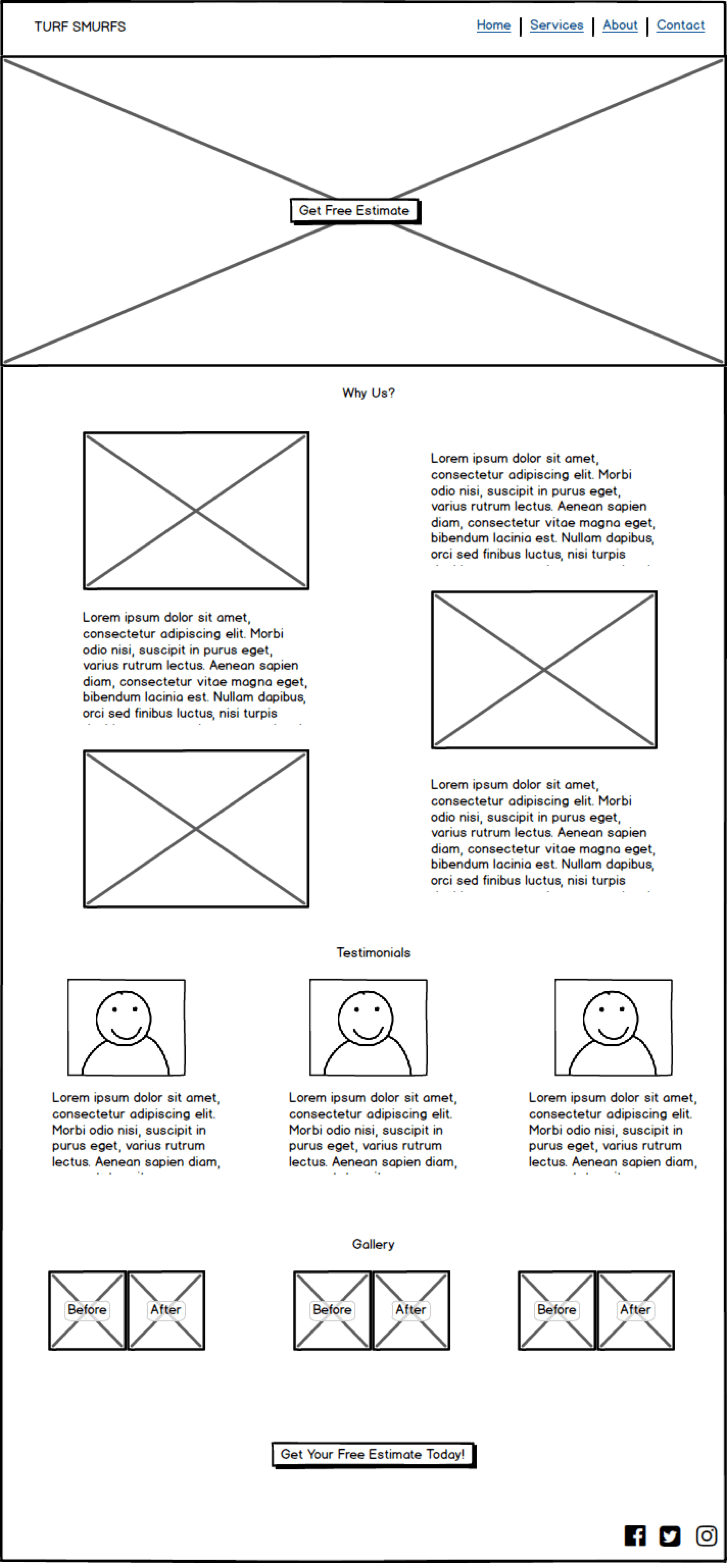 TURF SMURFS
Home | Services | About | Contact
Get Free Estimate
Why Us?
Lorem ipsum dolor sit amet,
consectetur adipiscing elit. Morbi
odio nisi, suscipit in purus eget,
varius rutrum lectus. Aenean sapien
diam, consectetur vitae magna eget,
bibendum lacinia est. Nullam dapibus,
orci sed finibus luctus, nisi turpis
Lorem ipsum dolor sit amet,
consectetur adipiscing elit. Morbi
odio nisi, suscipit in purus eget,
varius rutrum lectus. Aenean sapien
diam, consectetur vitae magna eget,
bibendum lacinia est. Nullam dapibus,
orci sed finibus luctus, nisi turpis
Lorem ipsum dolor sit amet,
consectetur adipiscing elit. Morbi
odio nisi, suscipit in purus eget,
varius rutrum lectus. Aenean sapien
diam, consectetur vitae magna eget,
bibendum lacinia est. Nullam dapibus,
orci sed finibus luctus, nisi turpis
Testimonials
Lorem ipsum dolor sit amet,
consectetur adipiscing elit.
Morbi odio nisi, suscipit in
purus eget, varius rutrum
lectus. Aenean sapien diam,
Lorem ipsum dolor sit amet,
consectetur adipiscing elit.
Morbi odio nisi, suscipit in
purus eget, varius rutrum
lectus. Aenean sapien diam,
Lorem ipsum dolor sit amet,
consectetur adipiscing elit.
Morbi odio nisi, suscipit in
purus eget, varius rutrum
lectus. Aenean sapien diam,
Gallery
Before After Before After Before After
Get Your Free Estimate Today!